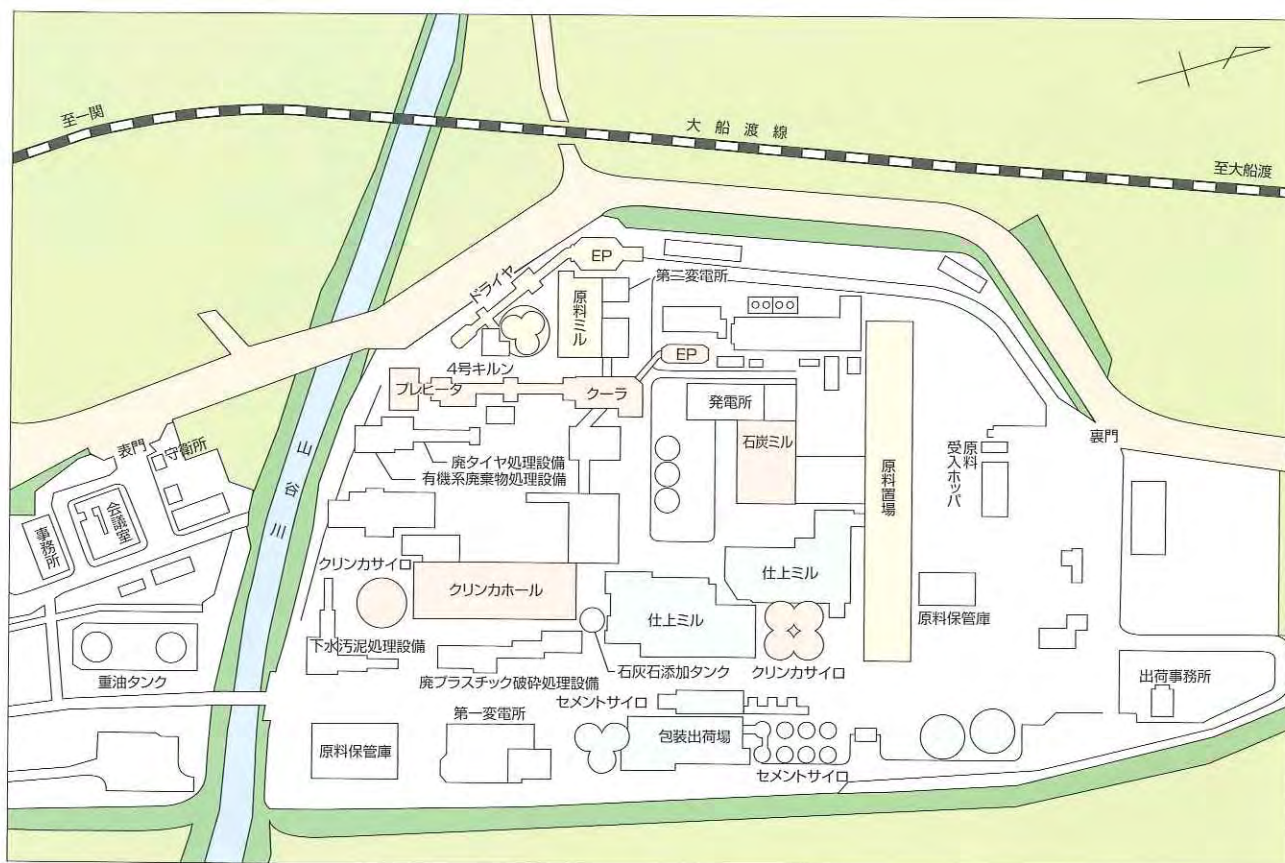 至一関
大船渡線
至大船渡
EP
ドライヤ
第二変電所
原料ミル
4号キルン
EP
プレヒータ
クーラ
発電所
石炭ミル
原料置場
原料
受入ホッパ
裏門
表門
守衛所
山谷川
廃タイヤ処理設備
有機系廃棄物処理設備
会議室
事務所
クリンカサイロ
クリンカホール
仕上ミル
仕上ミル
原料保管庫
下水汚泥処理設備
石灰石添加タンク
クリンカサイロ
重油タンク
廃プラスチック破砕処理設備
出荷事務所
セメントサイロ
第一変電所
原料保管庫
包装出荷場
セメントサイロ